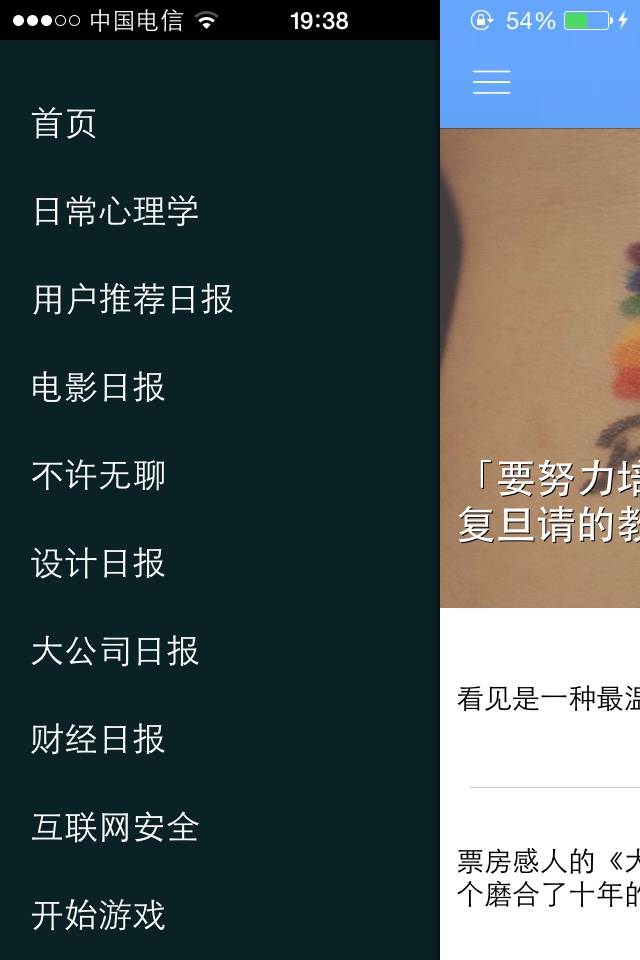 中国电信 19:38 54%
首页
日常心理学
用户推荐日报
电影日报
不许无聊
设计日报
大公司日报
财经日报
互联网安全
开始游戏
「要努力
复旦请的
看见是一种最
票房感人的《大
个磨合了十年的